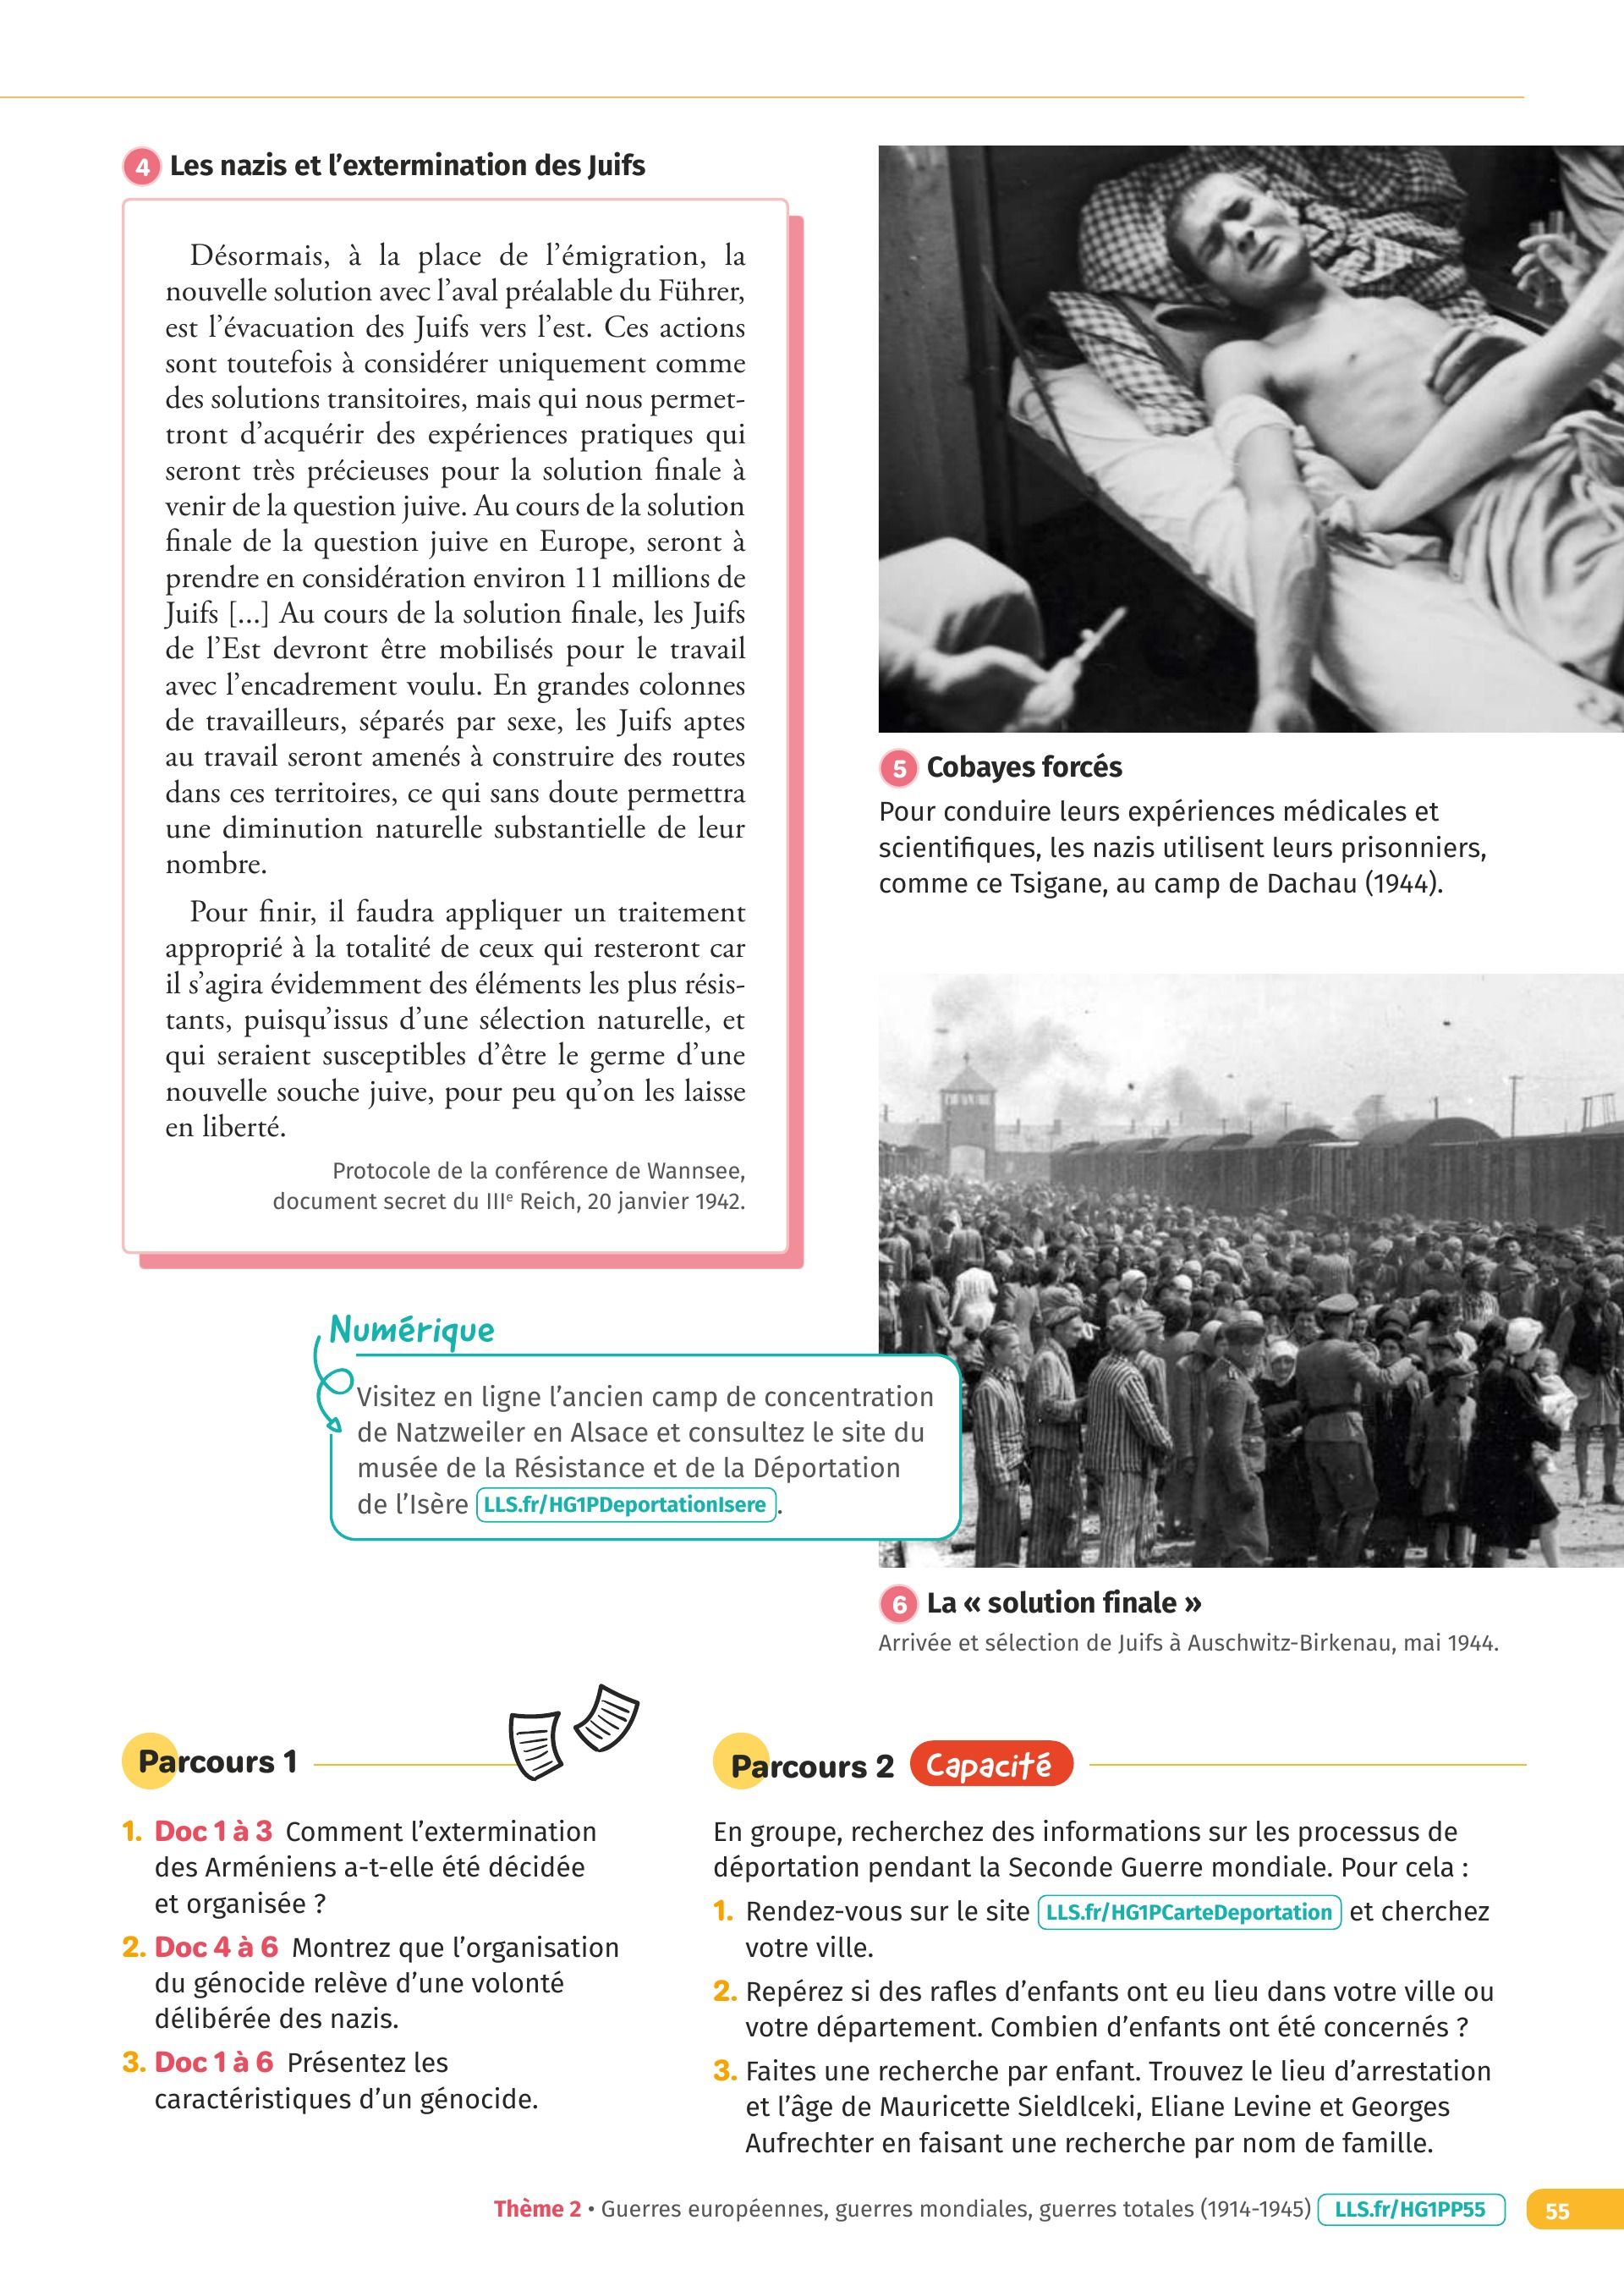 4 Les nazis et l’extermination des Juifs
Désormais, à la place de l’émigration, la
nouvelle solution avec l’aval préalable du Führer,
est l’évacuation des Juifs vers l’est. Ces actions
sont toutefois à considérer uniquement comme
des solutions transitoires, mais qui nous permet-
tront d’acquérir des expériences pratiques qui
seront très précieuses pour la solution finale à
venir de la question juive. Au cours de la solution
finale de la question juive en Europe, seront à
prendre en considération environ 11 millions de
Juifs [...] Au cours de la solution finale, les Juifs
de l’Est devront être mobilisés pour le travail
avec l’encadrement voulu. En grandes colonnes
de travailleurs, séparés par sexe, les Juifs aptes
au travail seront amenés à construire des routes
dans ces territoires, ce qui sans doute permettra
une diminution naturelle substantielle de leur
nombre.
Pour finir, il faudra appliquer un traitement
approprié à la totalité de ceux qui resteront car
il s’agira évidemment des éléments les plus résis-
tants, puisqu’issus d’une sélection naturelle, et
qui seraient susceptibles d’être le germe d’une
nouvelle souche juive, pour peu qu’on les laisse
en liberté.
Protocole de la conférence de Wannsee,
document secret du IIIe Reich, 20 janvier 1942.
Numérique
Visitez en ligne l’ancien camp de concentration
de Natzweiler en Alsace et consultez le site du
musée de la Résistance et de la Déportation
de l’Isère LLS.fr/HG1PDeportationIsere .
5 Cobayes forcés
Pour conduire leurs expériences médicales et
scientifiques, les nazis utilisent leurs prisonniers,
comme ce Tsigane, au camp de Dachau (1944).
6 La « solution finale »
Arrivée et sélection de Juifs à Auschwitz-Birkenau, mai 1944.
Parcours 1
1. Doc 1 à 3 Comment l’extermination
des Arméniens a-t-elle été décidée
et organisée ?
2. Doc 4 à 6 Montrez que l’organisation
du génocide relève d’une volonté
délibérée des nazis.
3. Doc 1 à 6 Présentez les
caractéristiques d’un génocide.
Parcours 2 Capacité
En groupe, recherchez des informations sur les processus de
déportation pendant la Seconde Guerre mondiale. Pour cela :
1. Rendez-vous sur le site LLS.fr/HG1PCarteDeportation et cherchez
votre ville.
2. Repérez si des rafles d’enfants ont eu lieu dans votre ville ou
votre département. Combien d’enfants ont été concernés ?
3. Faites une recherche par enfant. Trouvez le lieu d’arrestation
et l’âge de Mauricette Sieldlceki, Eliane Levine et Georges
Aufrechter en faisant une recherche par nom de famille.
Thème 2 • Guerres européennes, guerres mondiales, guerres totales (1914-1945) LLS.fr/HG1PP55 55